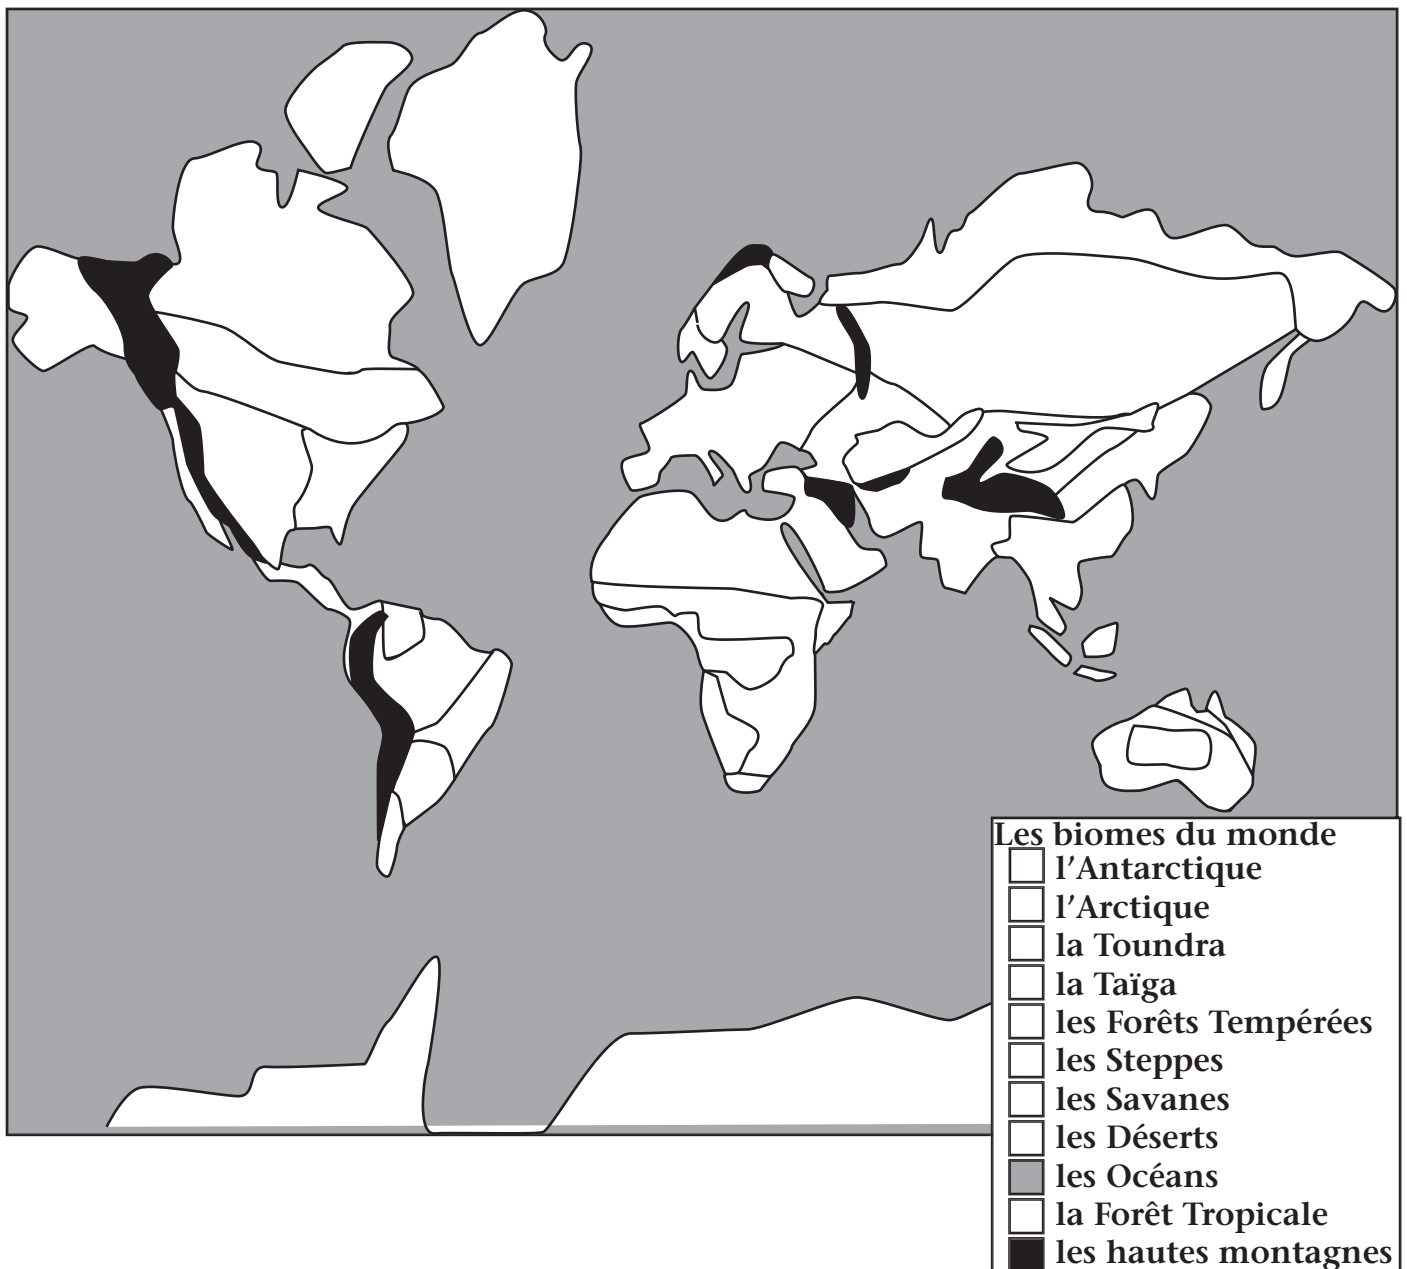 Les biomes du monde
l'Antarctique
l'Arctique
la Toundra
la Taïga
les Forêts Tempérées
les Steppes
les Savanes
les Déserts
les Océans
la Forêt Tropicale
les hautes montagnes